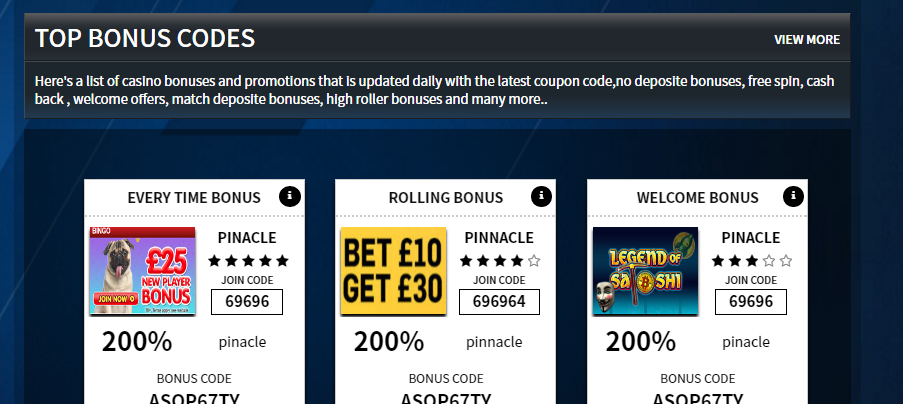 TOP BONUS CODES
VIEW MORE
Here's a list of casino bonuses and promotions that is updated daily with the latest coupon code,no deposite bonuses, free spin, cash
back , welcome offers, match deposite bonuses, high roller bonuses and many more..
EVERY TIME BONUS
BINGO
£25
NEW PLAYER
BONUS
JOIN NOW
PINACLE
JOIN CODE
69696
200%
pinacle
BONUS CODE
ASOP67TY
ROLLING BONUS
BET £10
GET £30
PINNACLE
JOIN CODE
696964
200%
pinnacle
BONUS CODE
ASOP67TY
WELCOME BONUS
LEGEND OF
SATOSHI
PINACLE
JOIN CODE
69696
200%
pinacle
BONUS CODE
ASOP67TY